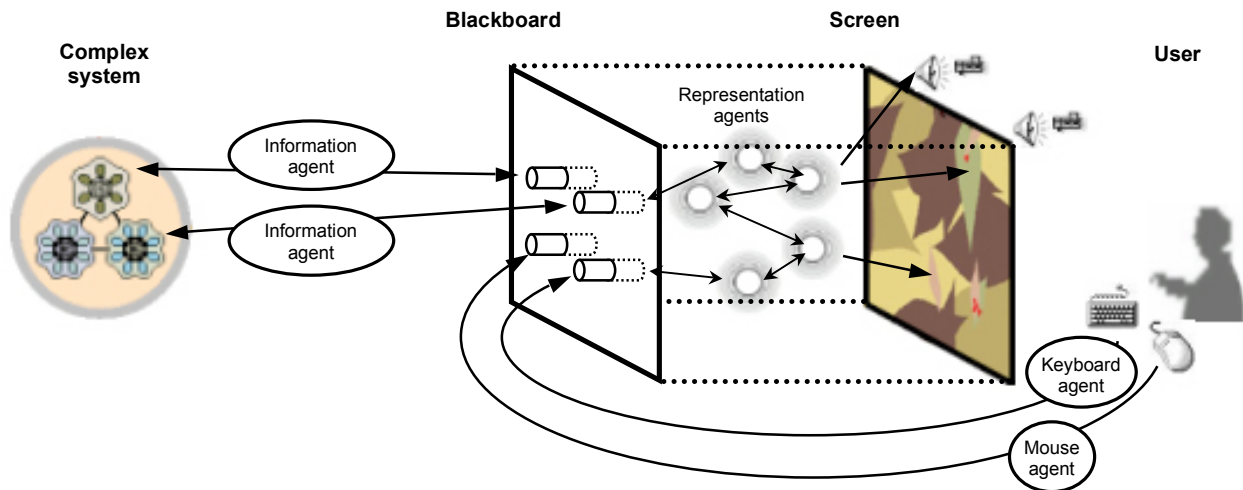 Blackboard
Screen
Complex
system
User
Representation
agents
Information
agent
Information
agent
Keyboard
agent
Mouse
agent